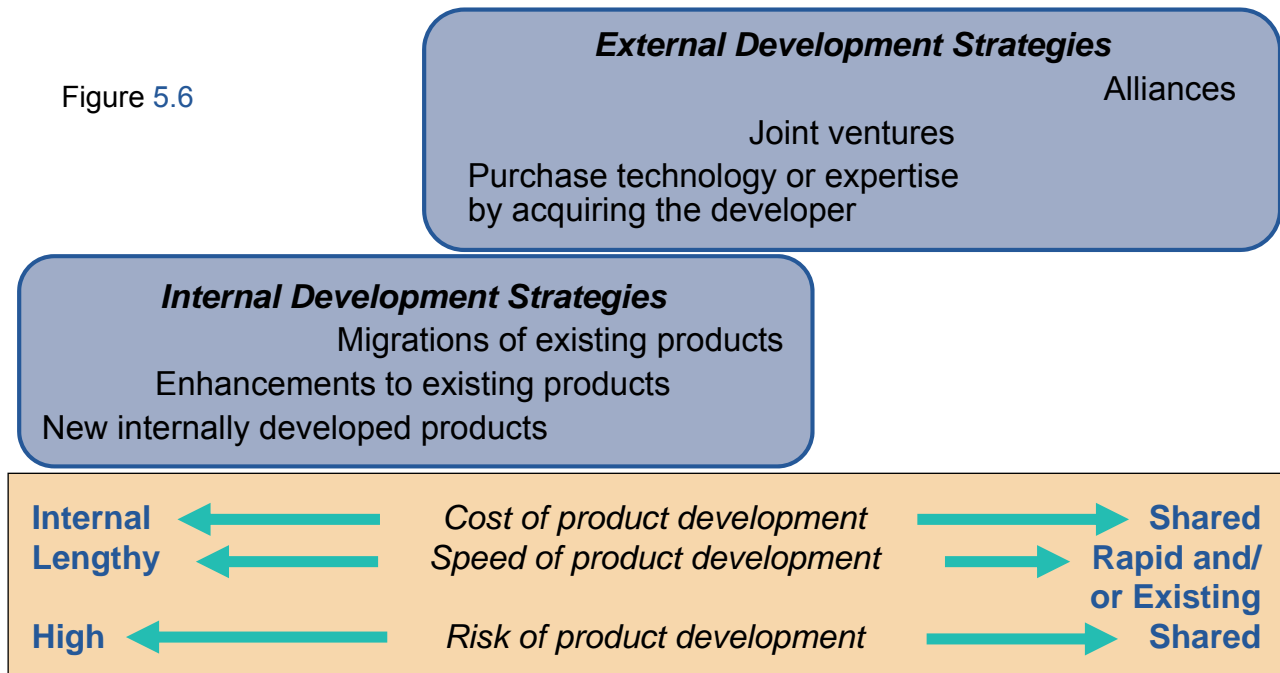 External Development Strategies
Figure 5.6
Alliances
Joint ventures
Purchase technology or expertise
by acquiring the developer
Internal Development Strategies
Migrations of existing products
Enhancements to existing products
New internally developed products
Internal Cost of product development Shared
Lengthy Speed of product development Rapid and/
or Existing
High Risk of product development Shared